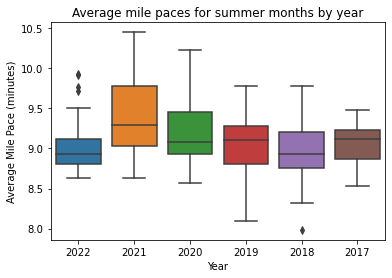 Average mile paces for summer months by year
Average Mile Pace (minutes)
10.5
10.0
9.5
9.0
8.5
8.0
2022 2021 2020 2019 2018 2017
Year